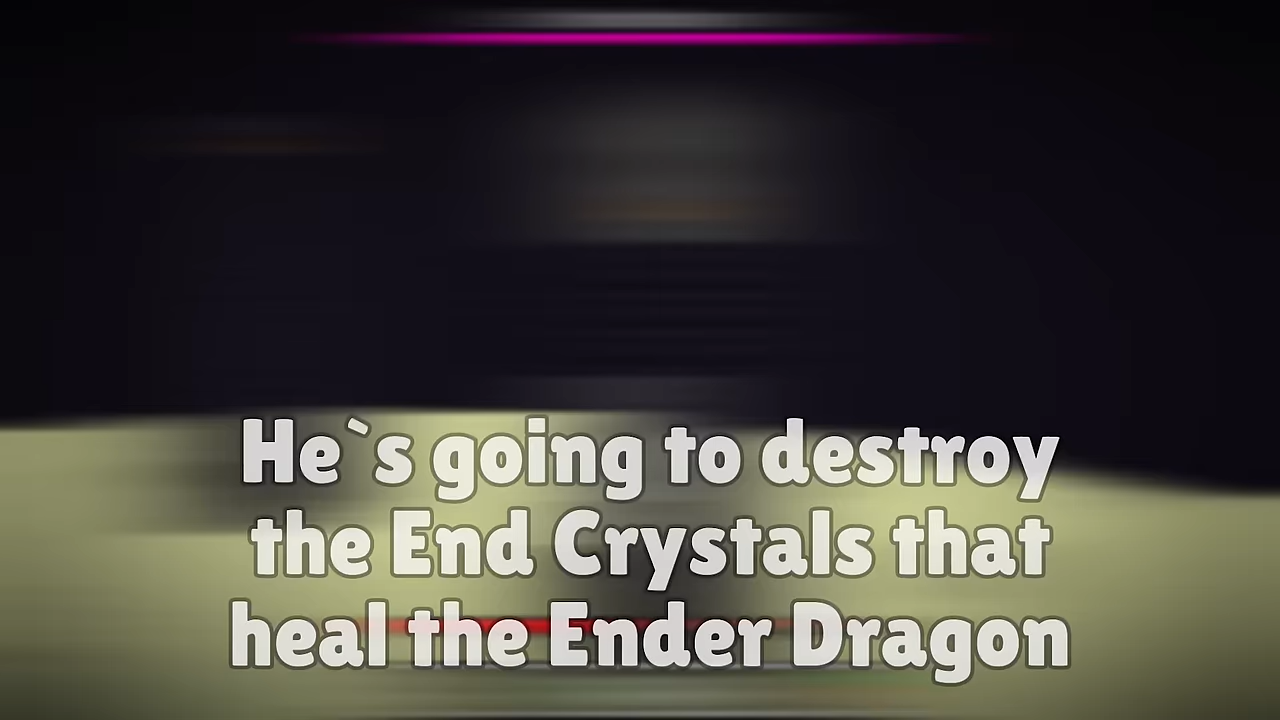 He`s going to destroy
the End Crystals that
heal the Ender Dragon